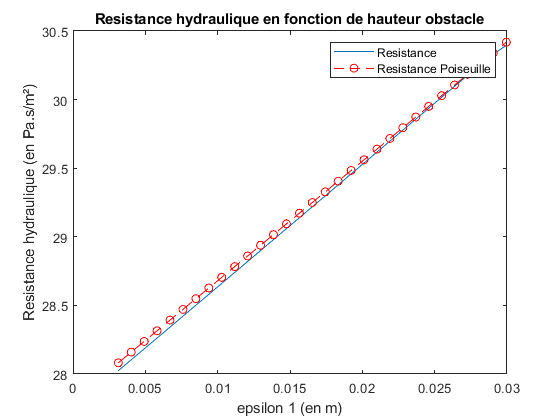 Resistance hydraulique en fonction de hauteur obstacle
Resistance hydraulique (en Pa.s/m²)
30.5
30
29.5
29
28.5
28
Resistance
Resistance Poiseuille
0
0.005
0.01
0.015
0.02
0.025
0.03
epsilon 1 (en m)